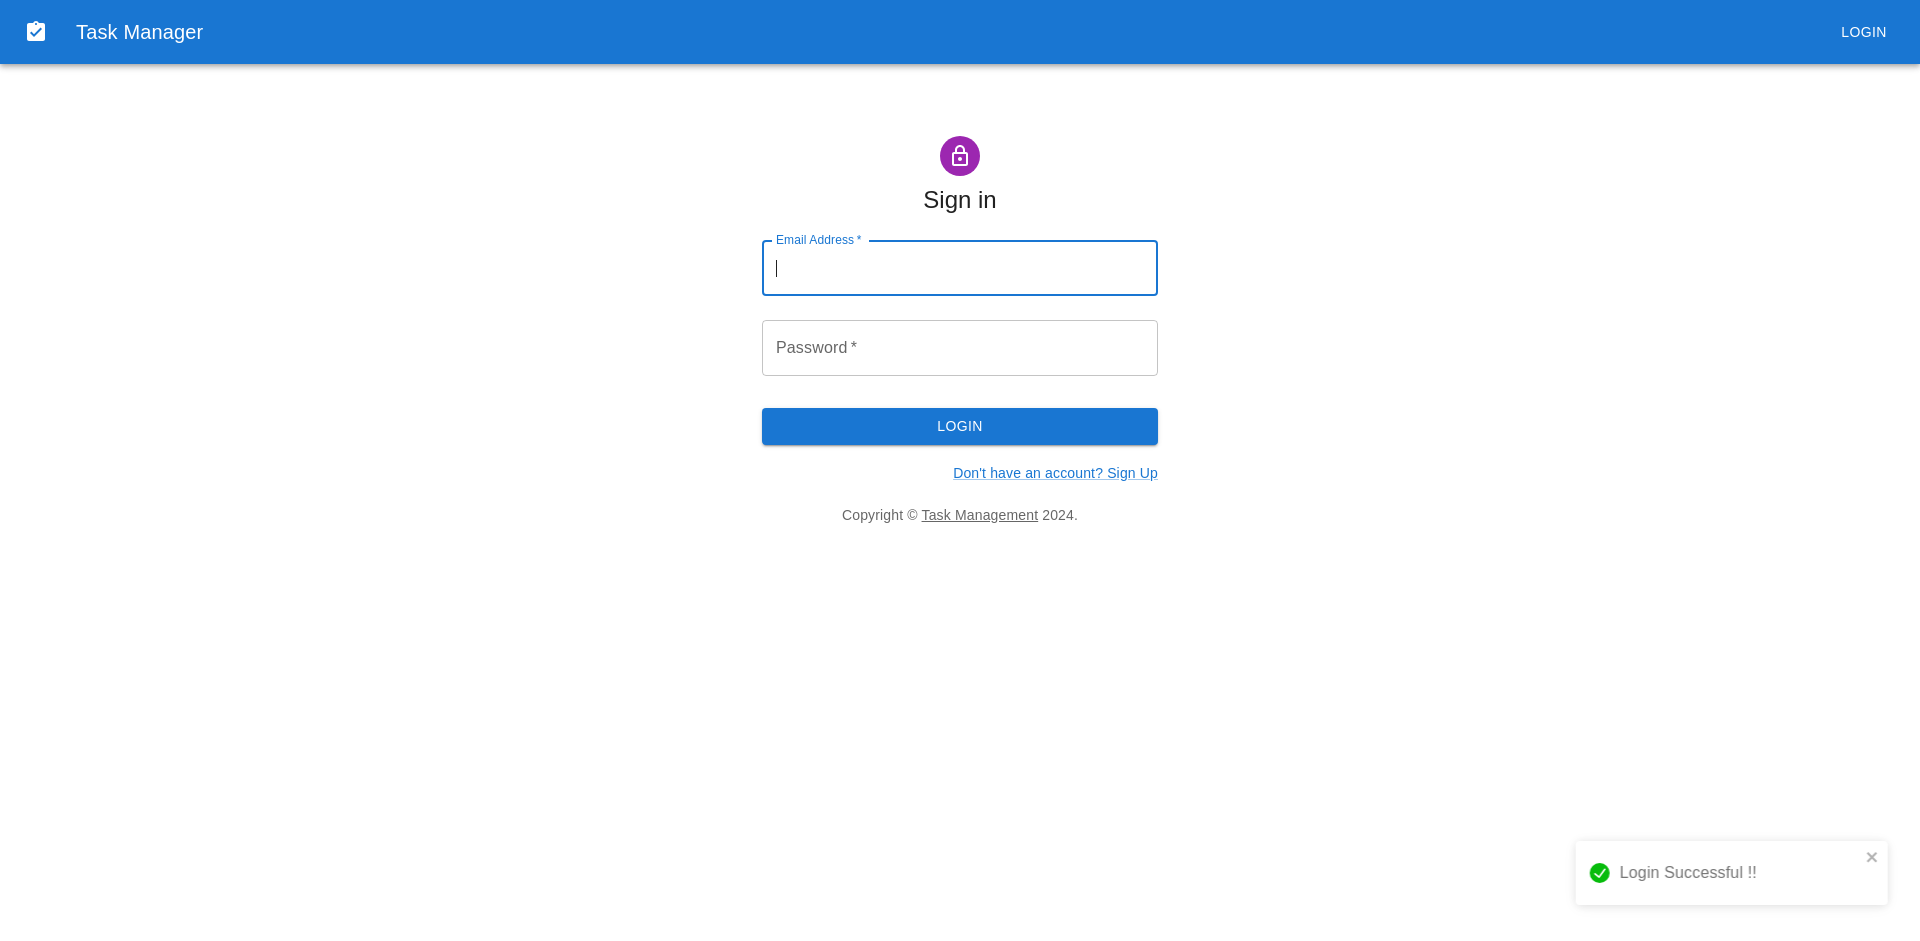 Task Manager
LOGIN
Sign in
Email Address *
Password *
LOGIN
Don't have an account? Sign Up
Copyright © Task Management 2024.
Login Successful !!